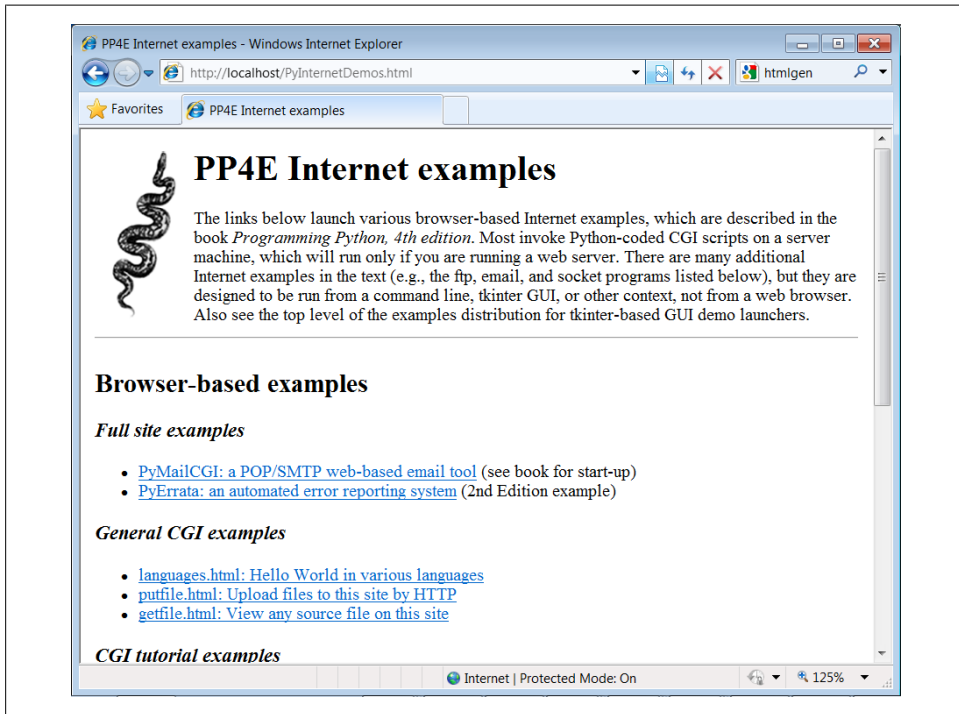 PP4E Internet examples - Windows Internet Explorer
http://localhost/PyInternetDemos.html
htmlgen
Favorites
PP4E Internet examples
PP4E Internet examples
The links below launch various browser-based Internet examples, which are described in the
book Programming Python, 4th edition. Most invoke Python-coded CGI scripts on a server
machine, which will run only if you are running a web server. There are many additional
Internet examples in the text (e.g., the ftp, email, and socket programs listed below), but they are
designed to be run from a command line, tkinter GUI, or other context, not from a web browser.
Also see the top level of the examples distribution for tkinter-based GUI demo launchers.
Browser-based examples
Full site examples
• PyMailCGI: a POP/SMTP web-based email tool (see book for start-up)
• PyErrata: an automated error reporting system (2nd Edition example)
General CGI examples
• languages.html: Hello World in various languages
• putfile.html: Upload files to this site by HTTP
• getfile.html: View any source file on this site
CGI tutorial examples
Internet | Protected Mode: On
125%